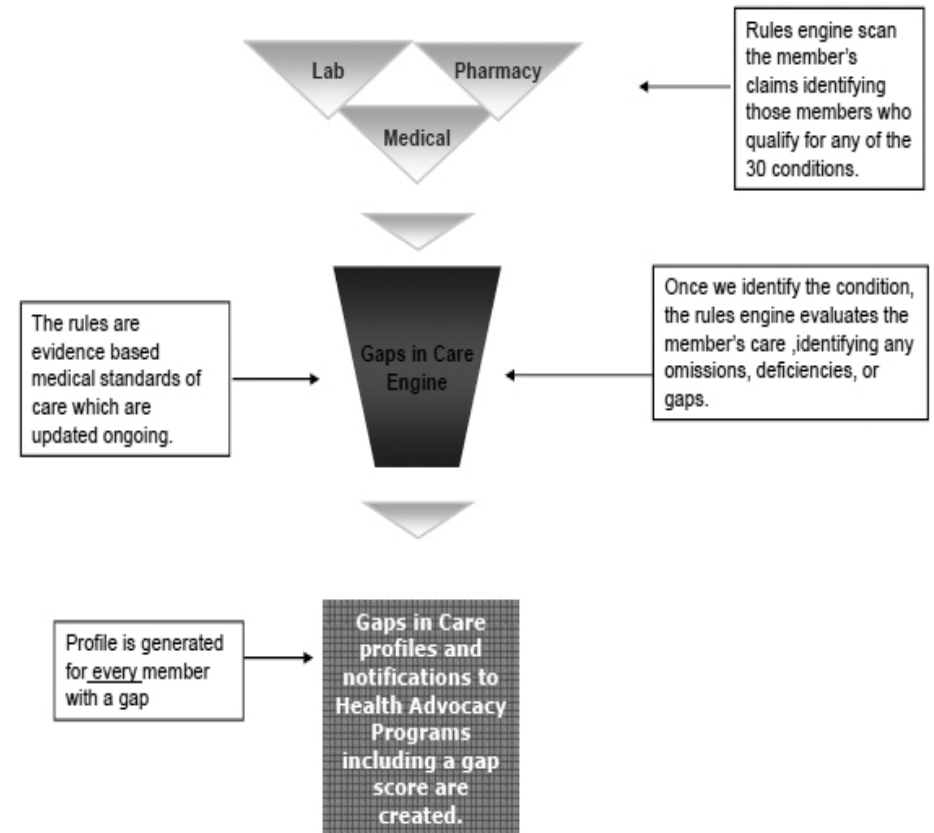 Lab
Pharmacy
Medical
Rules engine scan
the member's
claims identifying
those members who
qualify for any of the
30 conditions.
The rules are
evidence based
medical standards of
care which are
updated ongoing.
Gaps in Care
Engine
Once we identify the condition,
the rules engine evaluates the
member's care ,identifying any
omissions, deficiencies, or
gaps.
Profile is generated
for every member
with a gap
Gaps in Care
profiles and
notifications to
Health Advocacy
Programs
including a gap
score are
created.